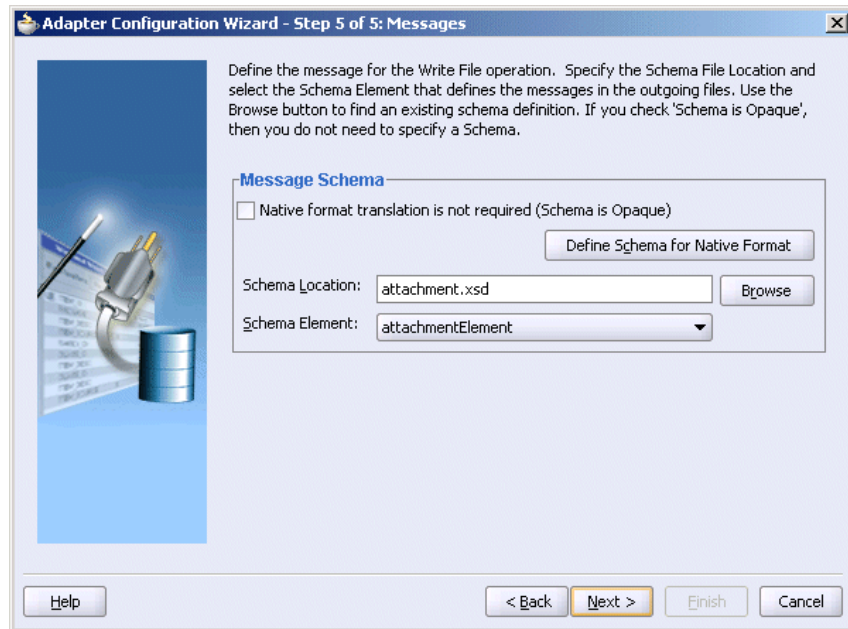 Adapter Configuration Wizard - Step 5 of 5: Messages
Define the message for the Write File operation. Specify the Schema File Location and
select the Schema Element that defines the messages in the outgoing files. Use the
Browse button to find an existing schema definition. If you check 'Schema is Opaque',
then you do not need to specify a Schema.
Message Schema
Native format translation is not required (Schema is Opaque)
Define Schema for Native Format
Schema Location: attachment.xsd Browse
Schema Element: attachmentElement
Help < Back Next > Finish Cancel